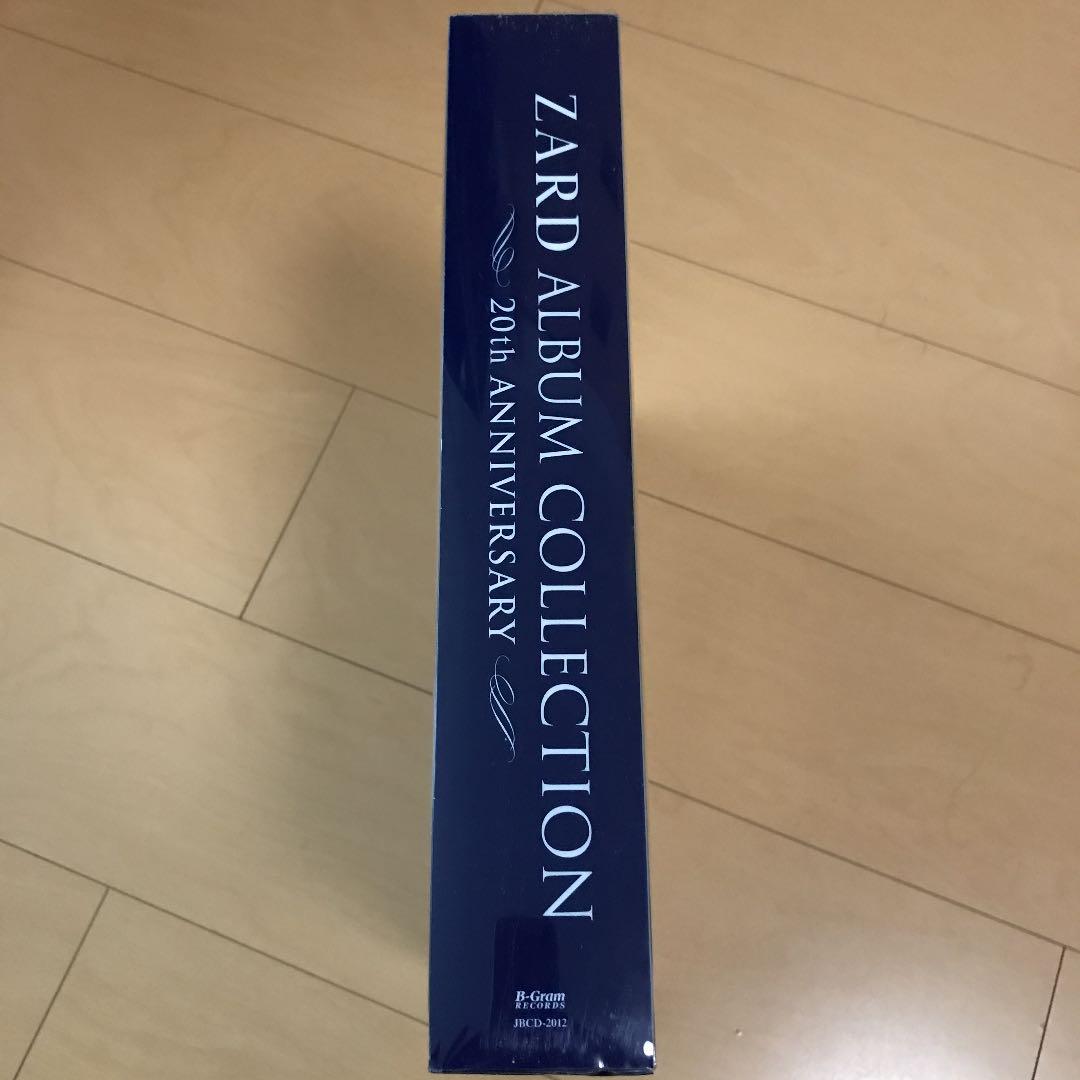 ZARD ALBUM COLLECTION
20th ANNIVERSARY
B-Gram
RECORDS
JBCD-2012